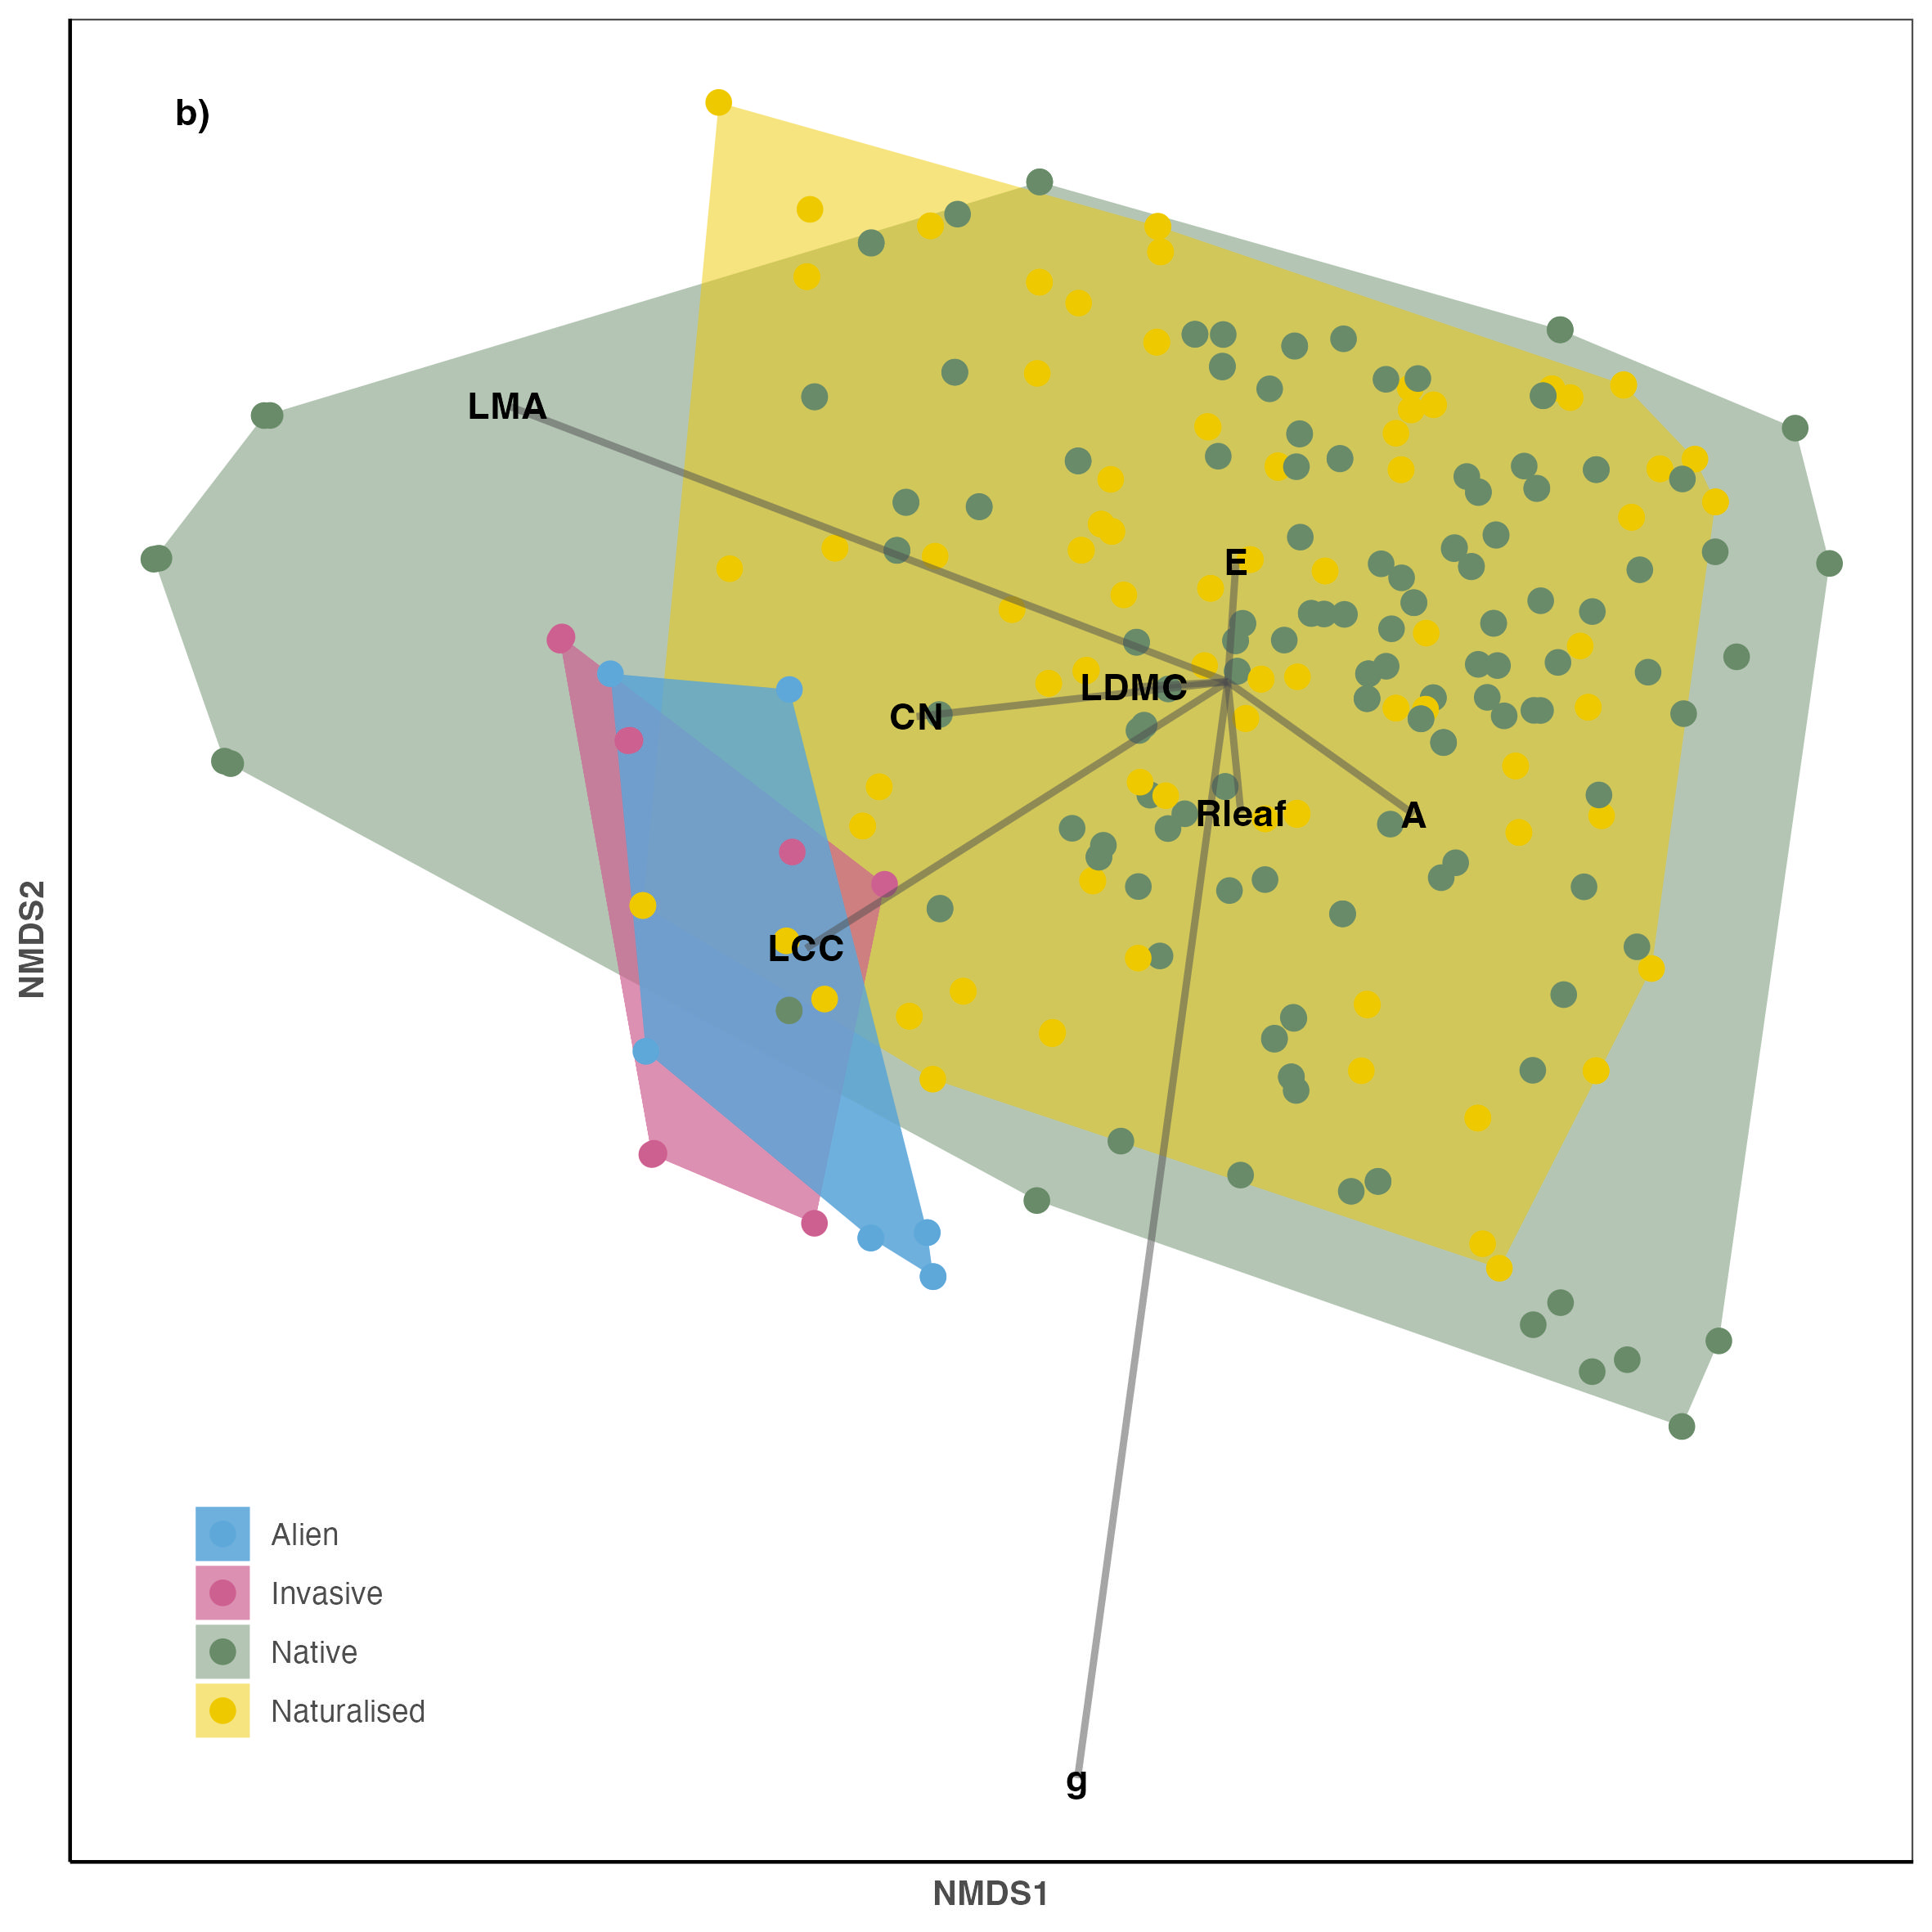 b)
LMA
E
LDMC
CN
Rleaf
A
LCC
g
NMDS2
Alien
Invasive
Native
Naturalised
NMDS1